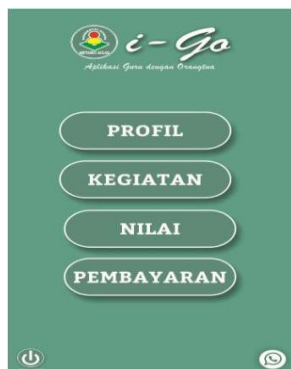 i-Go
Aplikasi Guru dengan Orangtua
PROFIL
KEGIATAN
NILAI
PEMBAYARAN